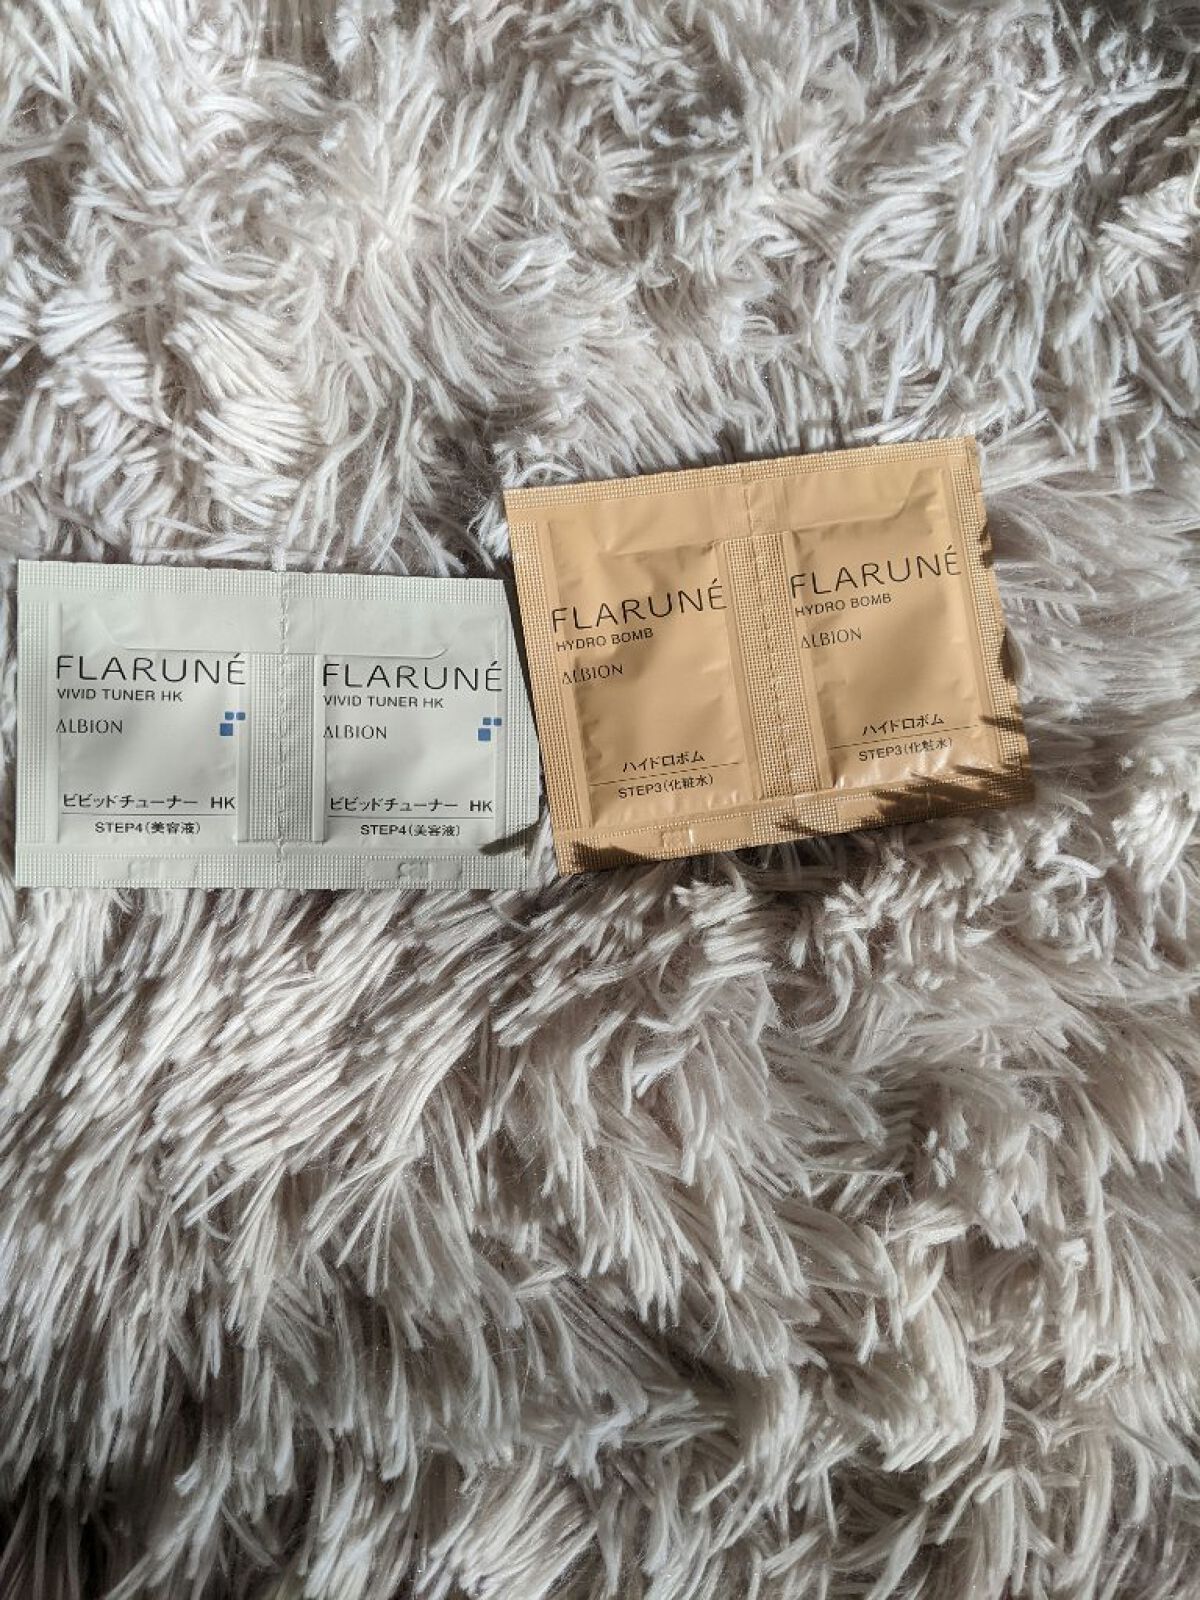 FLARUNÉ
VIVID TUNER HK
ALBION
ビビッドチューナー HK
STEP4(美容液)
FLARUNÉ
VIVID TUNER HK
ALBION
ビビッドチューナー HK
STEP4(美容液)
FLARUNÉ
HYDRO BOMB
ALBION
ハイドロボム
STEP3(化粧水)
FLARUNÉ
HYDRO BOMB
ALBION
ハイドロボム
STEP3(化粧水)